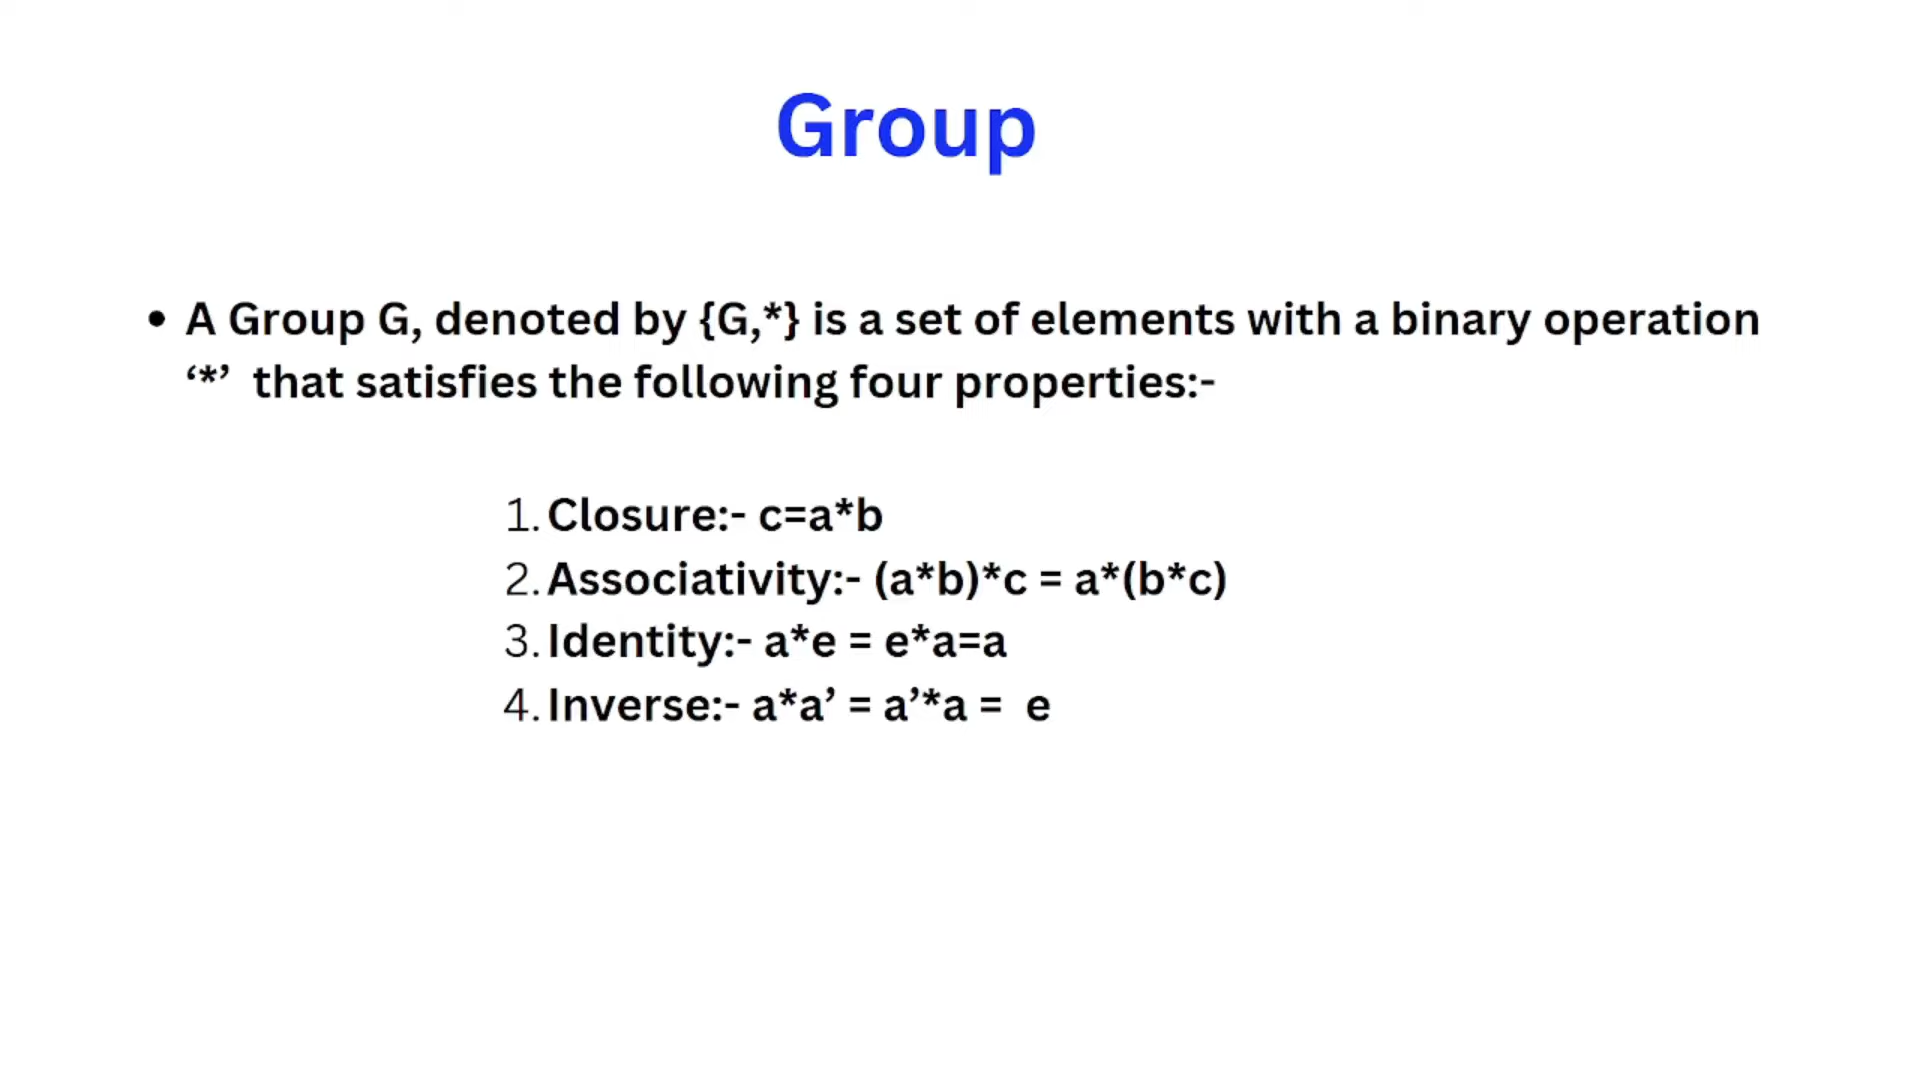 Group
• A Group G, denoted by {G,*} is a set of elements with a binary operation
‘*’ that satisfies the following four properties:-
1. Closure:- c=a*b
2. Associativity:- (a*b)*c = a*(b*c)
3. Identity:- a*e = e*a=a
4. Inverse:- a*a’ = a’*a = e